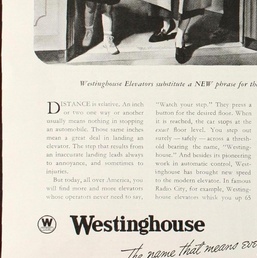 Westinghouse Elevators substitute a NEW phrase for th
DISTANCE is relative. An inch
or two one way or another
usually means nothing in stopping
an automobile. Those same inches
mean a great deal in landing an
elevator. The step that results from
an inaccurate landing leads always
to annoyance, and sometimes to
injuries.
But today, all over America, you
will find more and more elevators
whose operators never need to say,
"Watch your step." They press a
button for the desired floor. When
it is reached, the car stops at the
exact floor level. You step out
surely — safely — across a thresh-
old bearing the name, "Westing-
house." And besides its pioneering
work in automatic control, West-
inghouse has brought new speed
to the modern elevator. In famous
Radio City, for example, Westing-
house elevators which you up 65
W Westinghouse
The name that means ever